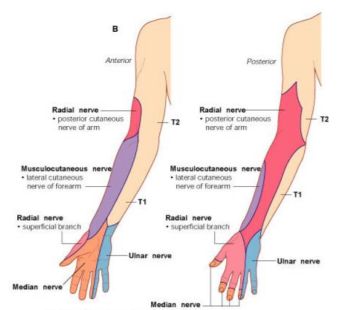 B
Anterior
Radial nerve
• posterior cutaneous
nerve of arm
T2
Musculocutaneous nerve
• lateral cutaneous
nerve of forearm
T1
Radial nerve
• superficial branch
Ulnar nerve
Median nerve
Posterior
Radial nerve
• posterior cutaneous
nerve of arm
T2
Musculocutaneous nerve
• lateral cutaneous
nerve of forearm
T1
Radial nerve
• superficial branch
Ulnar nerve
Median nerve